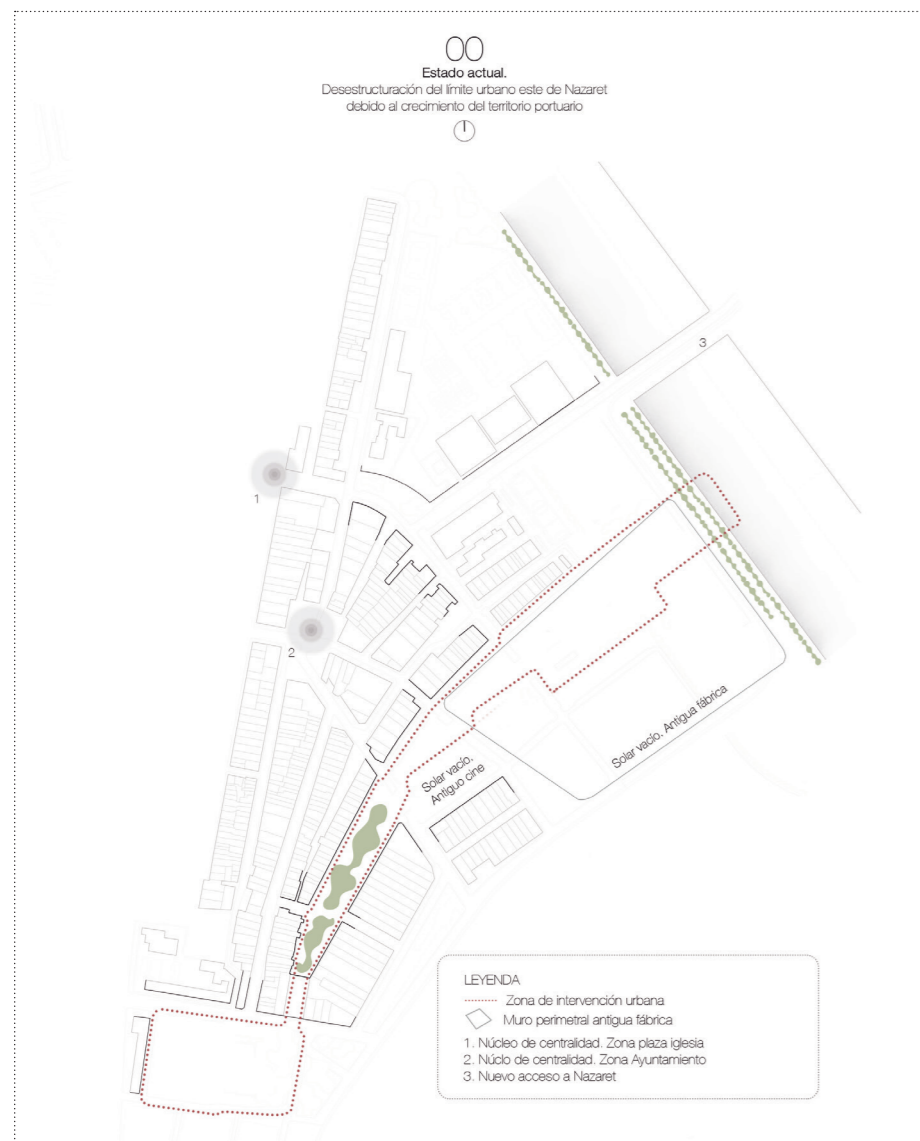 00
Estado actual.
Desestructuración del límite urbano este de Nazaret
debido al crecimiento del territorio portuario
3
1
2
Solar vacío. Antigua fábrica
Solar vacío.
Antiguo cine
LEYENDA
Zona de intervención urbana
Muro perimetral antigua fábrica
1. Núcleo de centralidad. Zona plaza iglesia
2. Núclo de centralidad. Zona Ayuntamiento
3. Nuevo acceso a Nazaret